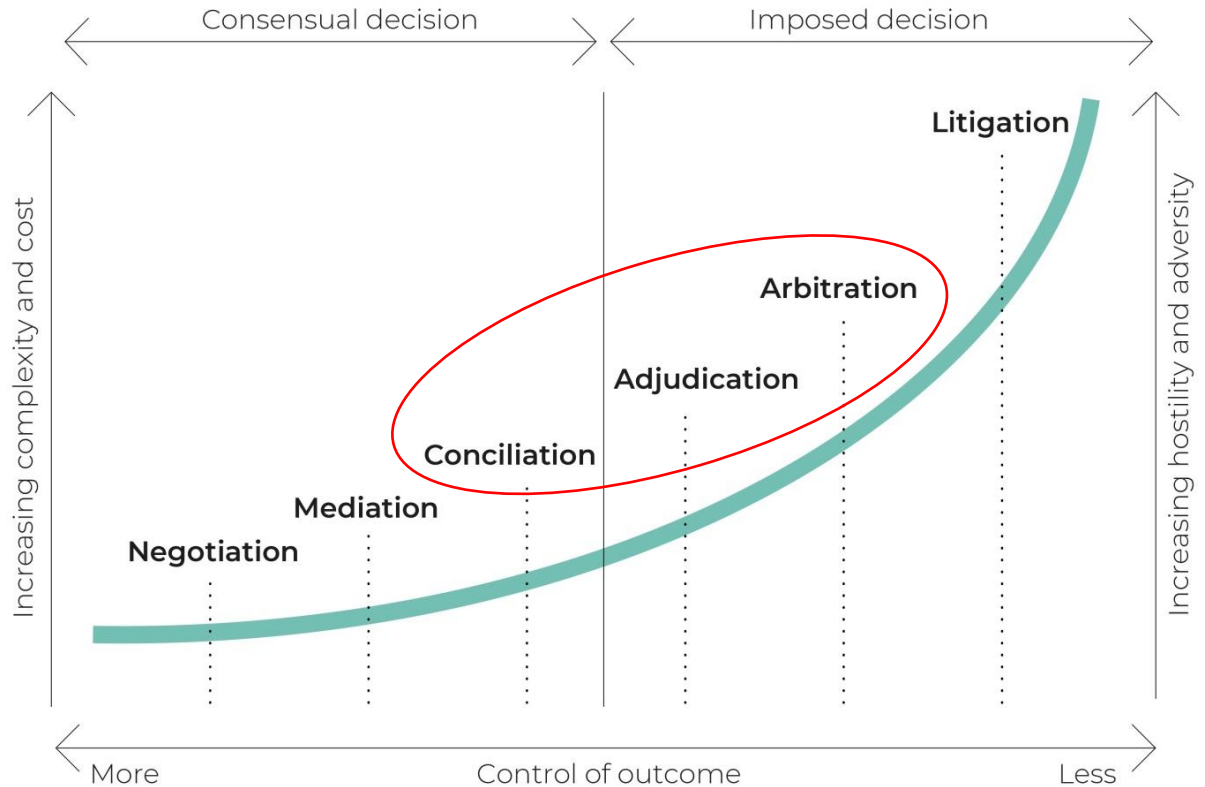 Consensual decision
Imposed decision
Increasing complexity and cost
Litigation
Arbitration
Adjudication
Conciliation
Mediation
Negotiation
Increasing hostility and adversity
More
Control of outcome
Less